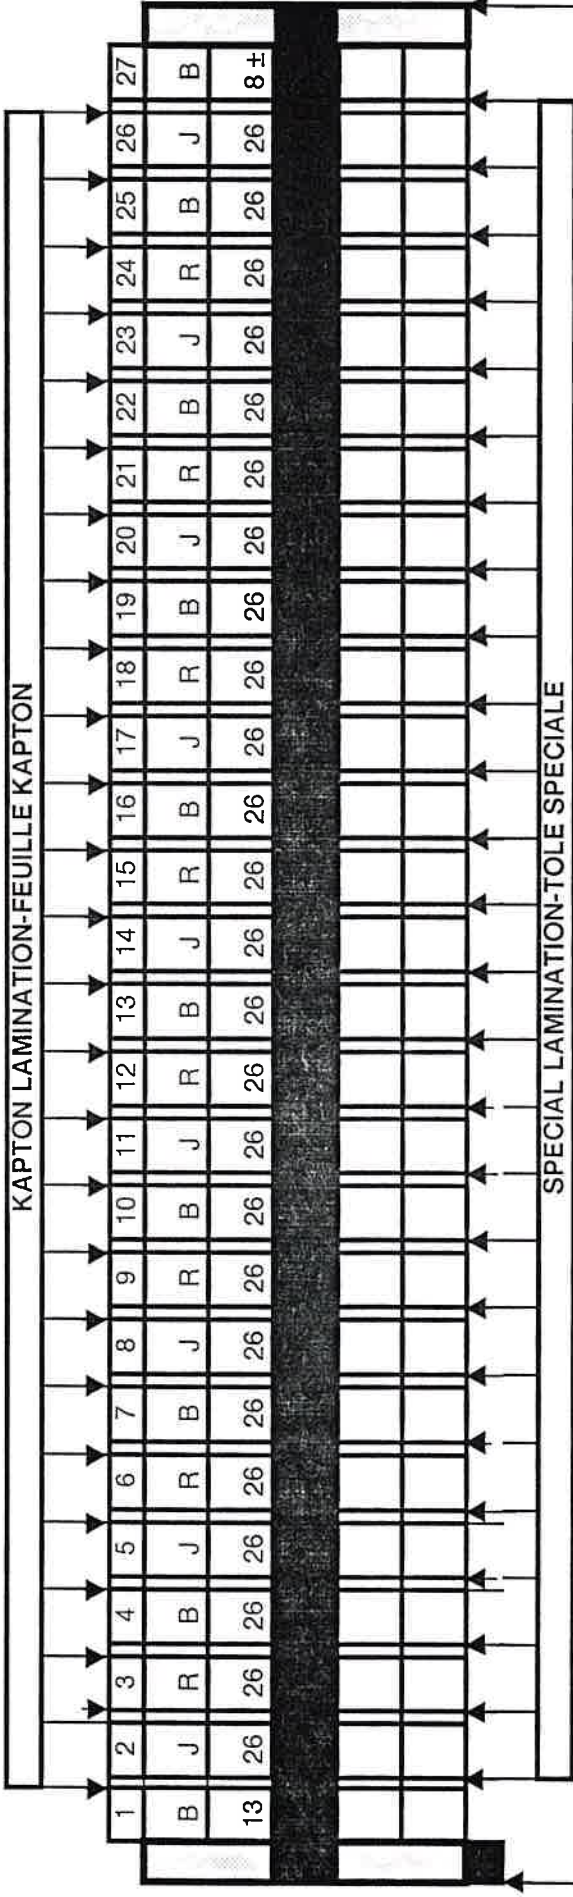 KAPTON LAMINATION-FEUILLE KAPTON
1 2 3 4 5 6 7 8 9 10 11 12 13 14 15 16 17 18 19 20 21 22 23 24 25 26 27
B J R B J R B J R B J R B J R B J R B J R B J R B J B
13 26 26 26 26 26 26 26 26 26 26 26 26 26 26 26 26 26 26 26 26 26 26 26 26 26 8 ±
SPECIAL LAMINATION-TOLE SPECIALE